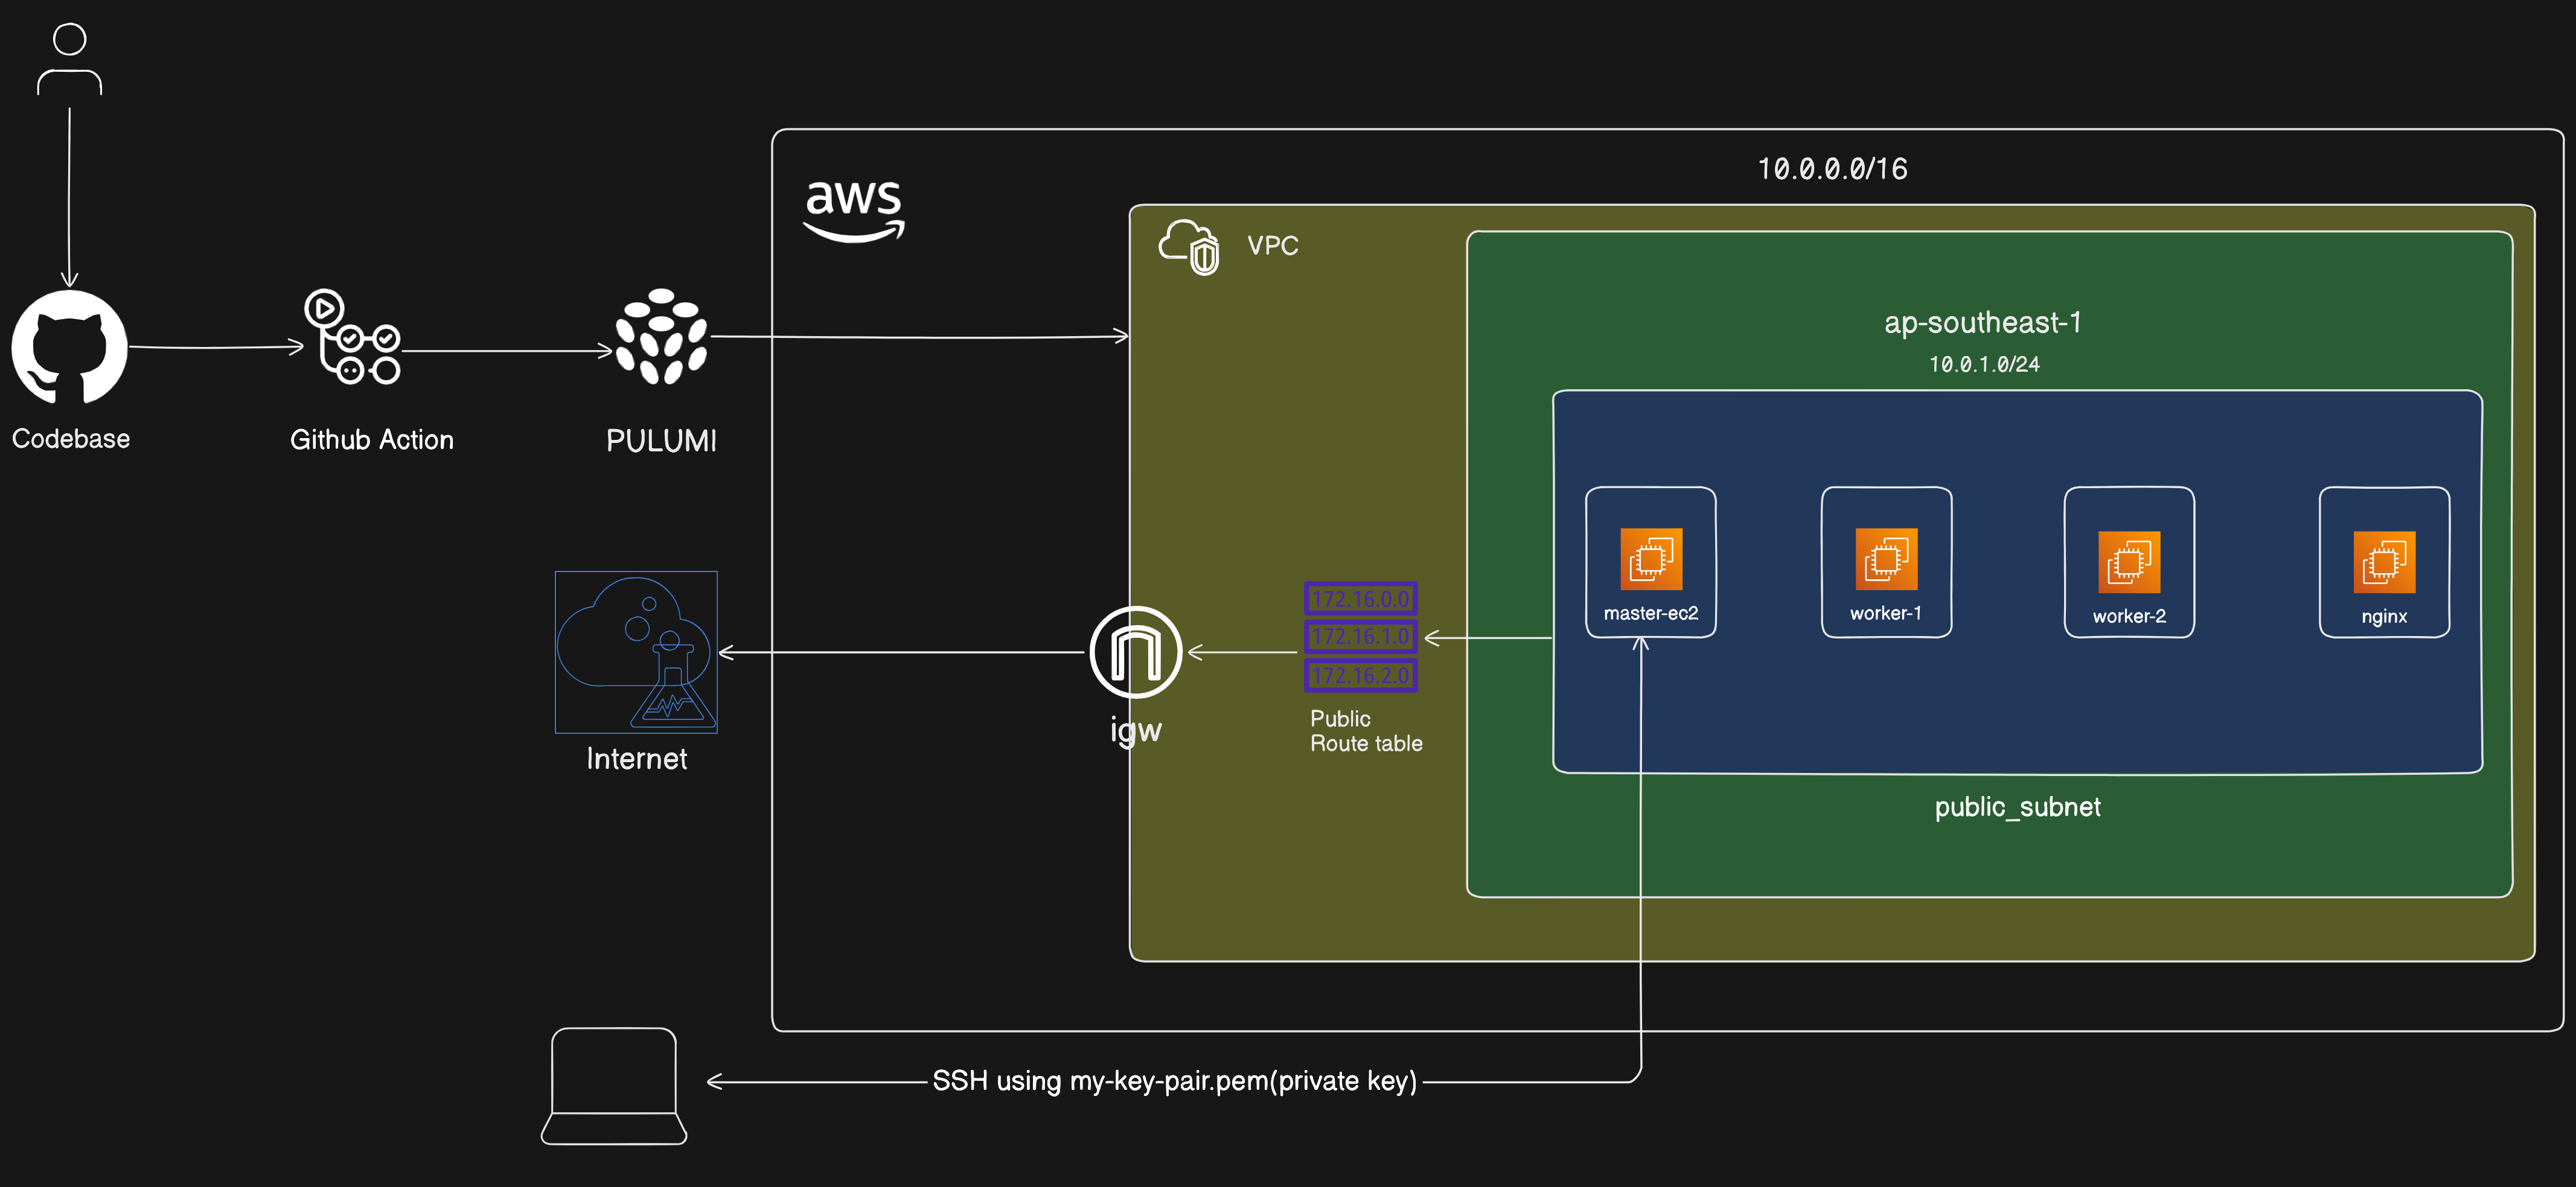 10.0.0.0/16
aws
VPC
ap-southeast-1
10.0.1.0/24
Codebase
Github Action
PULUMI
master-ec2
worker-1
worker-2
nginx
172.16.0.0
172.16.1.0
172.16.2.0
Public
Route table
igw
Internet
public_subnet
SSH using my-key-pair.pem(private key)